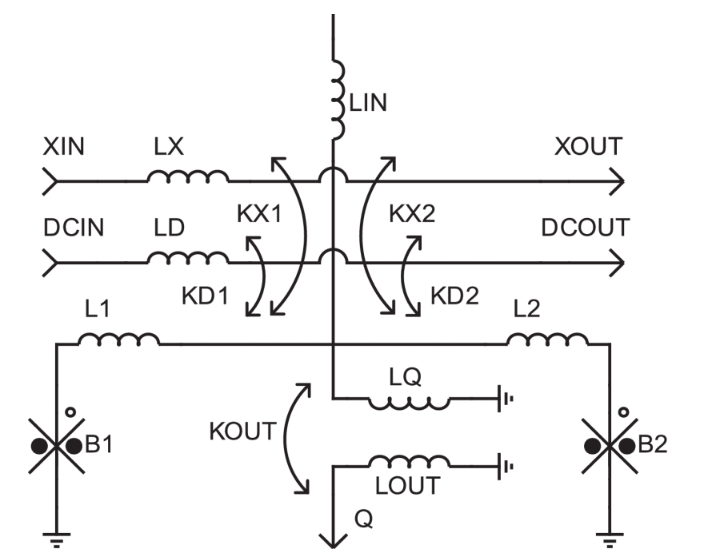 LIN
XIN
LX
XOUT
KX1
KX2
DCIN
LD
DCOUT
KD1
KD2
L1
L2
LQ
KOUT
B1
B2
LOUT
Q